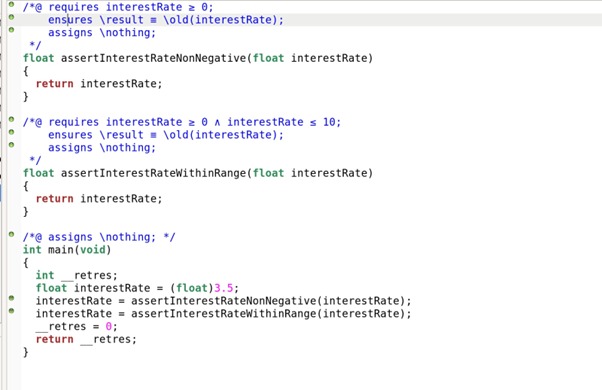 /*@ requires interestRate ≥ 0;
    ensures \result ≡ \old(interestRate);
    assigns \nothing;
 */
float assertInterestRateNonNegative(float interestRate)
{
  return interestRate;
}
/*@ requires interestRate ≥ 0 ∧ interestRate ≤ 10;
    ensures \result ≡ \old(interestRate);
    assigns \nothing;
 */
float assertInterestRateWithinRange(float interestRate)
{
  return interestRate;
}
/*@ assigns \nothing; */
int main(void)
{
  int __retres;
  float interestRate = (float)3.5;
  interestRate = assertInterestRateNonNegative(interestRate);
  interestRate = assertInterestRateWithinRange(interestRate);
  __retres = 0;
  return __retres;
}